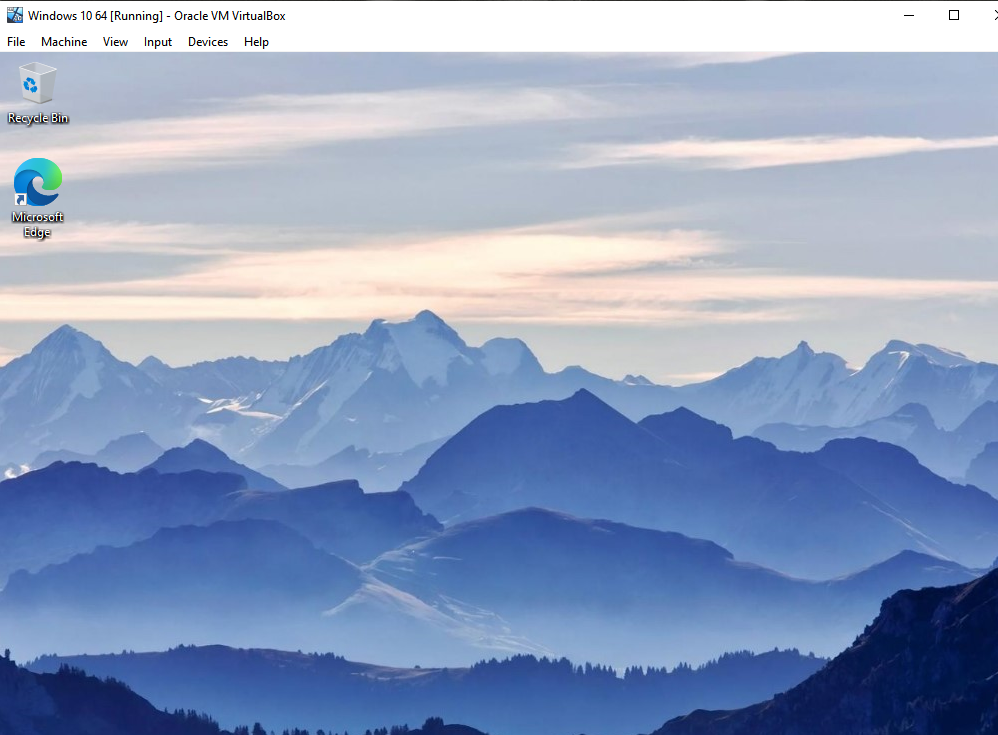 Windows 10 64 [Running] - Oracle VM VirtualBox
File Machine View Input Devices Help
Recycle Bin
Microsoft
Edge